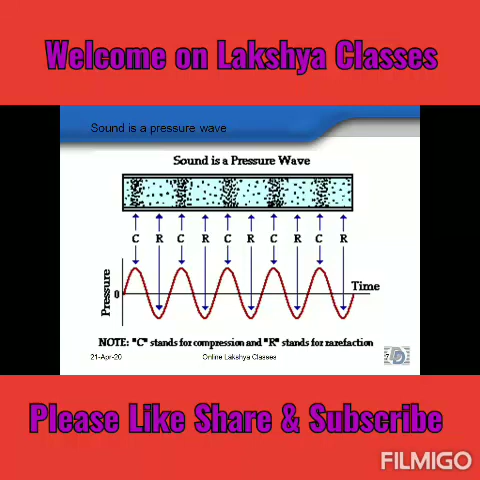 Welcome on Lakshya Classes
Sound is a pressure wave
Sound is a Pressure Wave
C R C R C R C R C R
Pressure
0
Time
NOTE: "C" stands for compression and "R" stands for rarefaction
21-Apr-20 Online Lakshya Classes 7
Please Like Share & Subscribe
FILMIGO